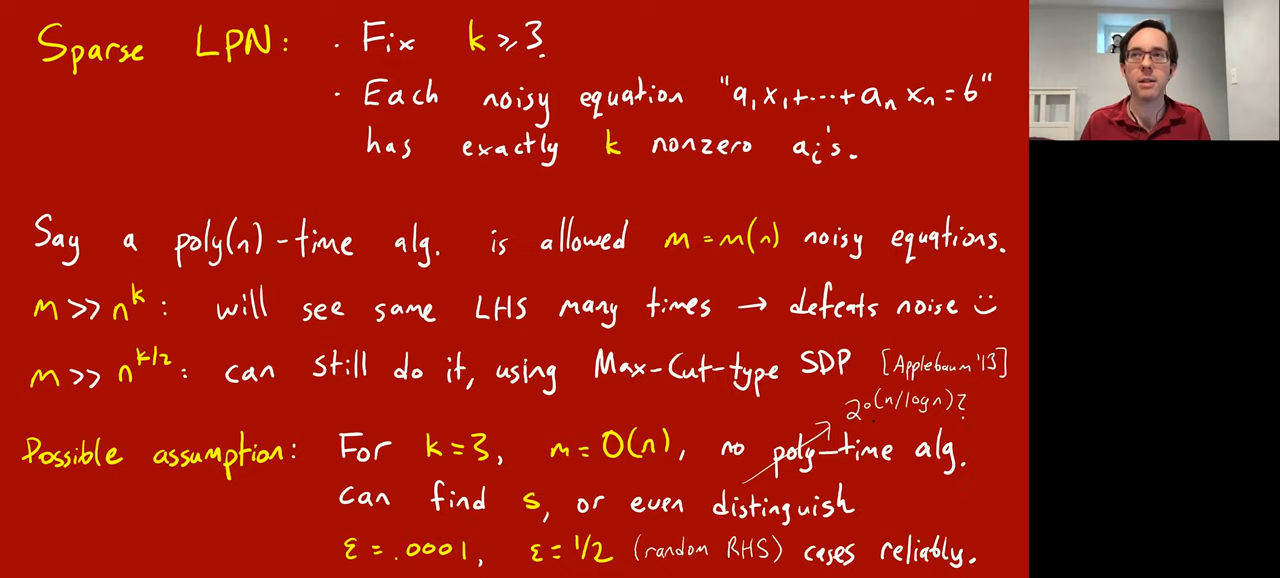 Sparse LPN: · Fix k ≥ 3.
· Each noisy equation "a₁x₁+···+aₙxₙ=b"
has exactly k nonzero aᵢ's.
Say a poly(n)-time alg. is allowed m = m(n) noisy equations.
m >> n^k : will see same LHS many times → defeats noise ☺
m >> n^{k/2} : can still do it, using Max-Cut-type SDP [Applebaum '13]
2^{o(n/logn)}?
Possible assumption: For k=3, m=O(n), no poly-time alg.
can find s, or even distinguish
ε = .0001, ε = 1/2 (random RHS) cases reliably.